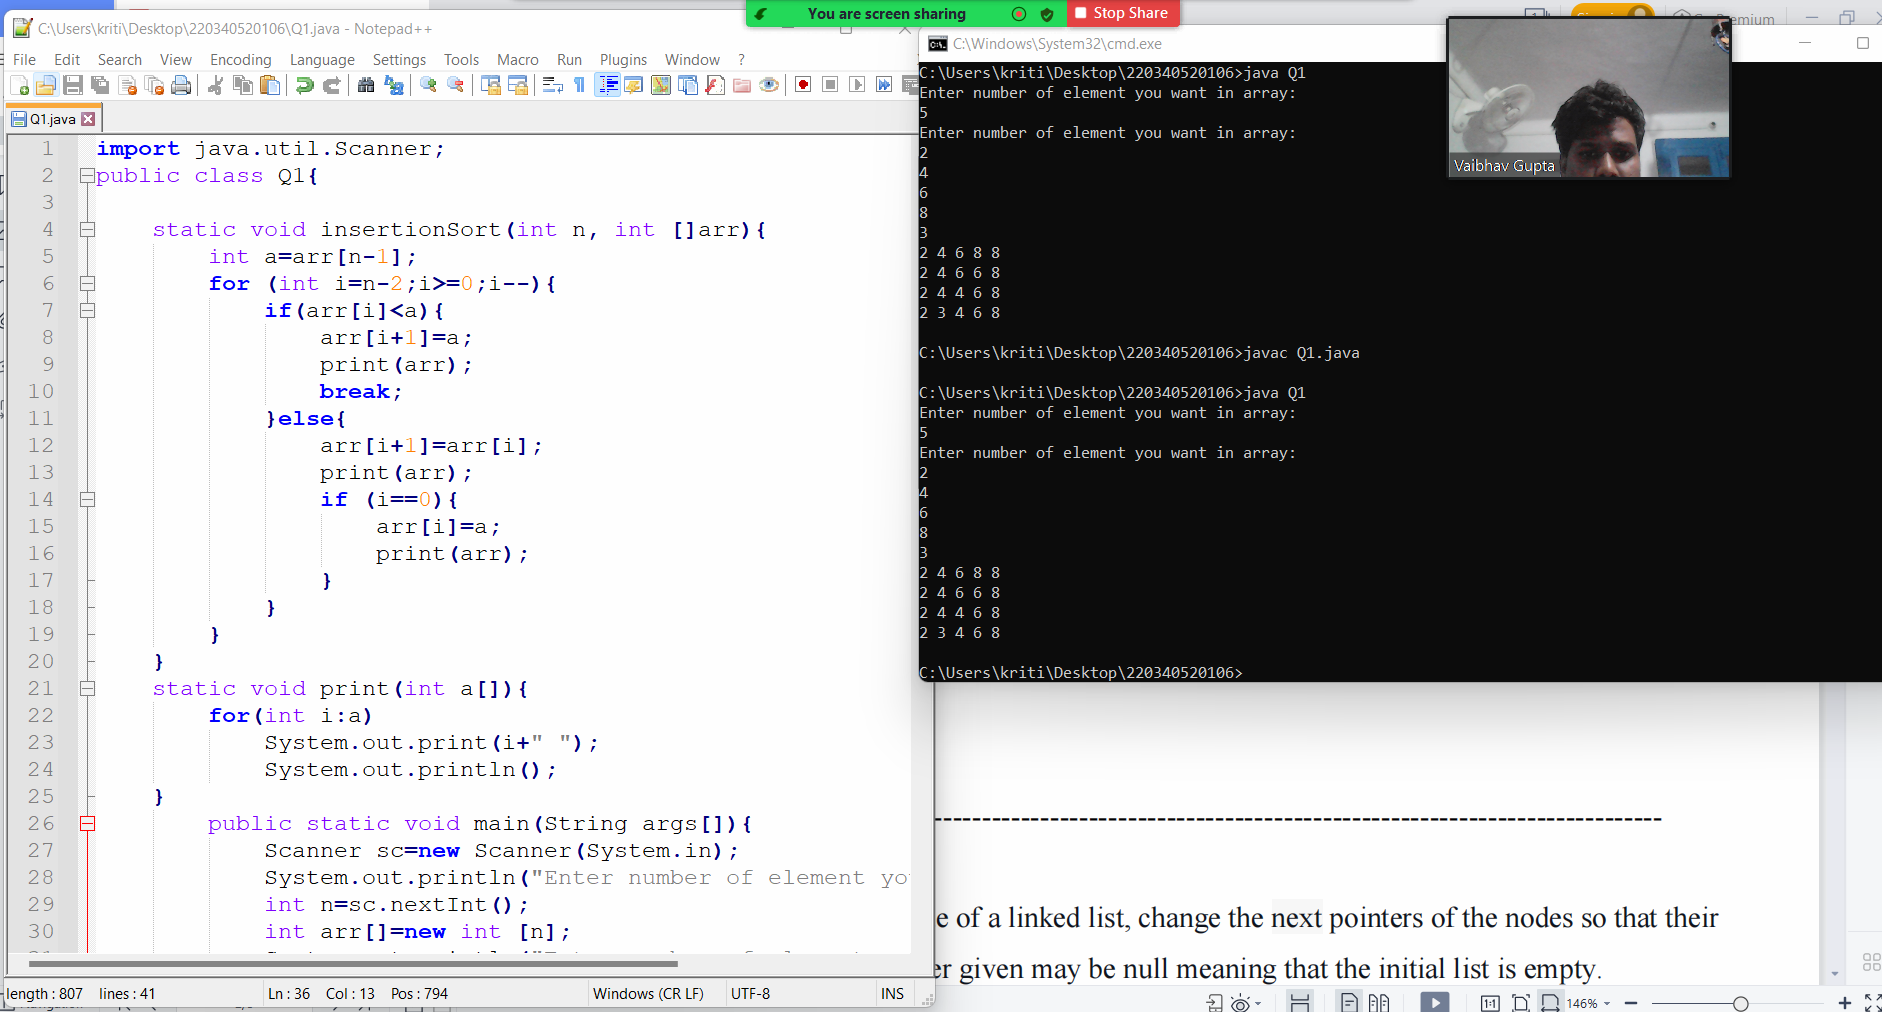 You are screen sharing
Stop Share
C:\Users\kriti\Desktop\220340520106\Q1.java - Notepad++
File Edit Search View Encoding Language Settings Tools Macro Run Plugins Window ?
Q1.java
1 import java.util.Scanner;
2 public class Q1{
3
4 static void insertionSort(int n, int []arr){
5 int a=arr[n-1];
6 for (int i=n-2;i>=0;i--){
7 if(arr[i]<a){
8 arr[i+1]=a;
9 print(arr);
10 break;
11 }else{
12 arr[i+1]=arr[i];
13 print(arr);
14 if (i==0){
15 arr[i]=a;
16 print(arr);
17 }
18 }
19 }
20 }
21 static void print(int a[]){
22 for(int i:a)
23 System.out.print(i+" ");
24 System.out.println();
25 }
26 public static void main(String args[]){
27 Scanner sc=new Scanner(System.in);
28 System.out.println("Enter number of element yo
29 int n=sc.nextInt();
30 int arr[]=new int [n];
length : 807 lines : 41 Ln : 36 Col : 13 Pos : 794 Windows (CR LF) UTF-8 INS
C:\Windows\System32\cmd.exe
C:\Users\kriti\Desktop\220340520106>java Q1
Enter number of element you want in array:
5
Enter number of element you want in array:
2
4
6
8
3
2 4 6 8 8
2 4 6 6 8
2 4 4 6 8
2 3 4 6 8
C:\Users\kriti\Desktop\220340520106>javac Q1.java
C:\Users\kriti\Desktop\220340520106>java Q1
Enter number of element you want in array:
5
Enter number of element you want in array:
2
4
6
8
3
2 4 6 8 8
2 4 6 6 8
2 4 4 6 8
2 3 4 6 8
C:\Users\kriti\Desktop\220340520106>
Vaibhav Gupta
Premium
e of a linked list, change the next pointers of the nodes so that their
er given may be null meaning that the initial list is empty.
146%